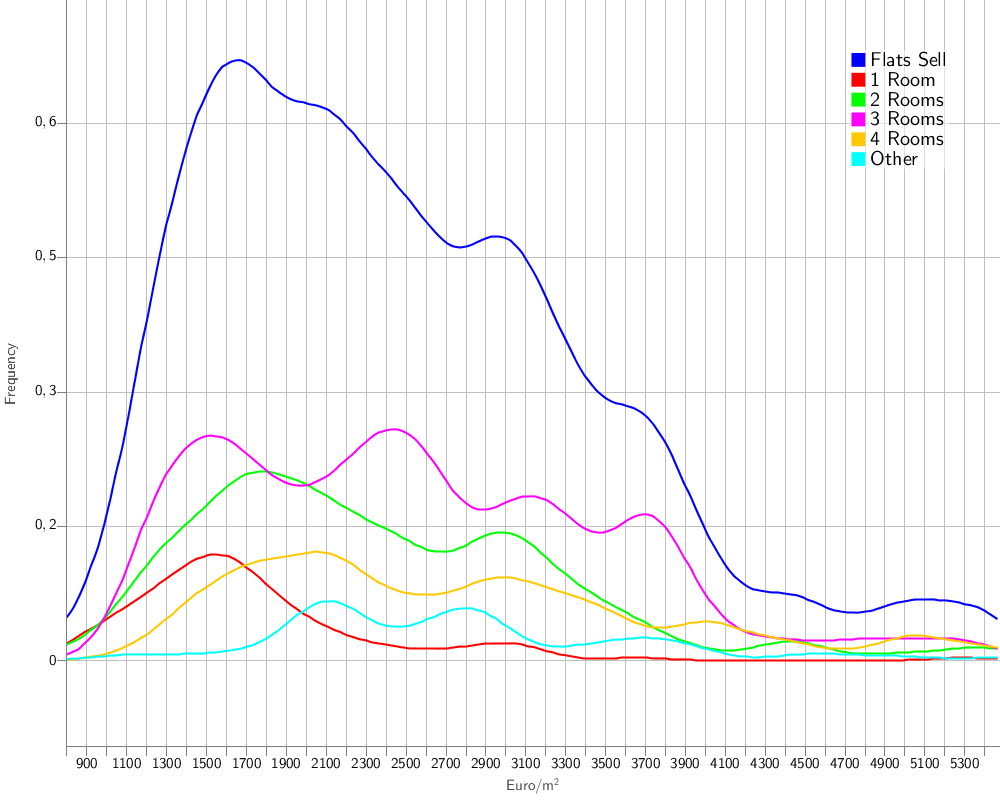 Flats Sell
1 Room
2 Rooms
3 Rooms
4 Rooms
Other
0, 6
0, 5
0, 3
0, 2
0
Frequency
900 1100 1300 1500 1700 1900 2100 2300 2500 2700 2900 3100 3300 3500 3700 3900 4100 4300 4500 4700 4900 5100 5300
Euro/m²